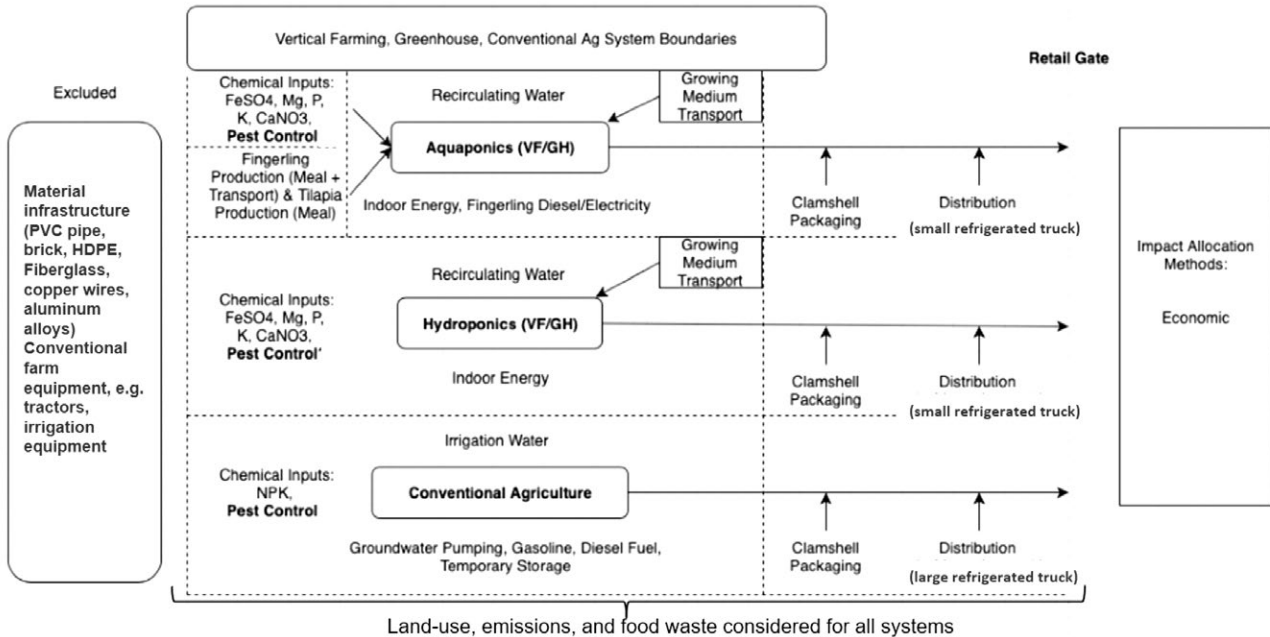 Vertical Farming, Greenhouse, Conventional Ag System Boundaries
Retail Gate
Excluded
Material
infrastructure
(PVC pipe,
brick, HDPE,
Fiberglass,
copper wires,
aluminum
alloys)
Conventional
farm
equipment, e.g.
tractors,
irrigation
equipment
Chemical Inputs:
FeSO4, Mg, P,
K, CaNO3,
Pest Control
Fingerling
Production (Meal +
Transport) & Tilapia
Production (Meal)
Recirculating Water
Growing
Medium
Transport
Aquaponics (VF/GH)
Indoor Energy, Fingerling Diesel/Electricity
Clamshell
Packaging
Distribution
(small refrigerated truck)
Chemical Inputs:
FeSO4, Mg, P,
K, CaNO3,
Pest Control'
Recirculating Water
Growing
Medium
Transport
Hydroponics (VF/GH)
Indoor Energy
Clamshell
Packaging
Distribution
(small refrigerated truck)
Chemical Inputs:
NPK,
Pest Control
Irrigation Water
Conventional Agriculture
Groundwater Pumping, Gasoline, Diesel Fuel,
Temporary Storage
Clamshell
Packaging
Distribution
(large refrigerated truck)
Impact Allocation
Methods:
Economic
Land-use, emissions, and food waste considered for all systems